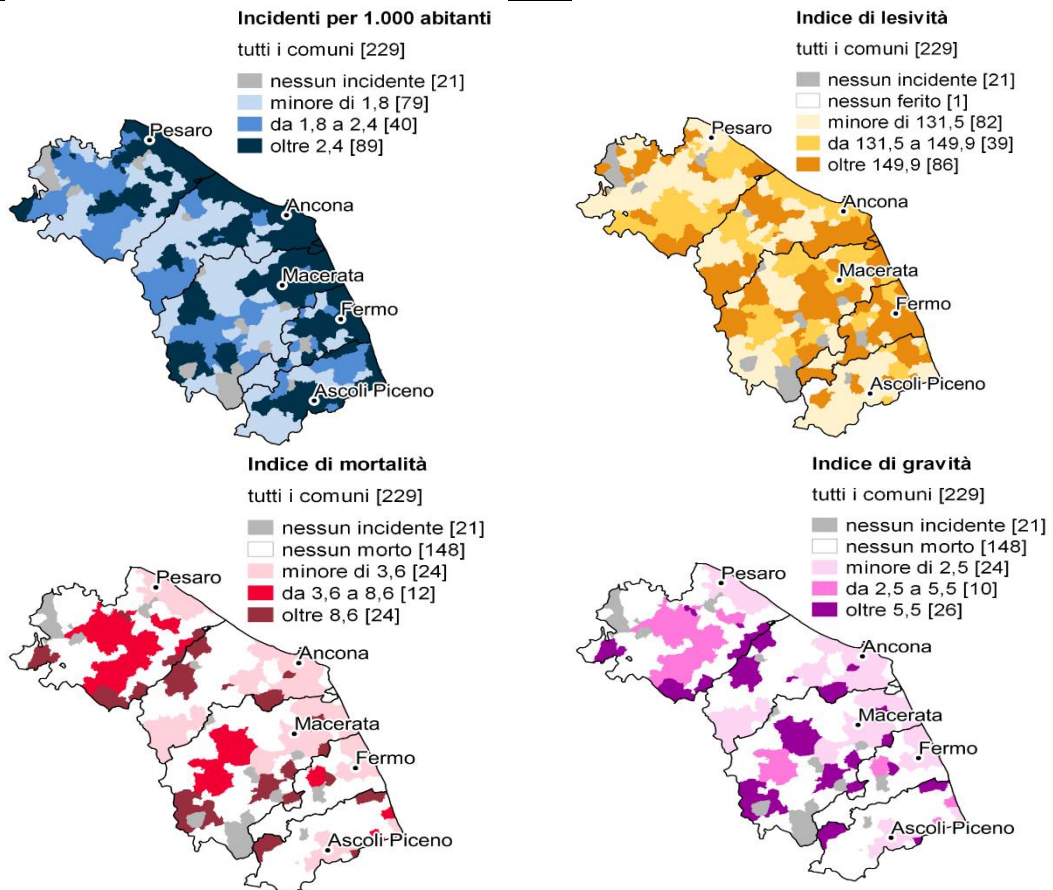 Incidenti per 1.000 abitanti
tutti i comuni [229]
nessun incidente [21]
minore di 1,8 [79]
da 1,8 a 2,4 [40]
oltre 2,4 [89]
Pesaro
Ancona
Macerata
Fermo
Ascoli Piceno
Indice di lesività
tutti i comuni [229]
nessun incidente [21]
nessun ferito [1]
minore di 131,5 [82]
da 131,5 a 149,9 [39]
oltre 149,9 [86]
Pesaro
Ancona
Macerata
Fermo
Ascoli Piceno
Indice di mortalità
tutti i comuni [229]
nessun incidente [21]
nessun morto [148]
minore di 3,6 [24]
da 3,6 a 8,6 [12]
oltre 8,6 [24]
Pesaro
Ancona
Macerata
Fermo
Ascoli Piceno
Indice di gravità
tutti i comuni [229]
nessun incidente [21]
nessun morto [148]
minore di 2,5 [24]
da 2,5 a 5,5 [10]
oltre 5,5 [26]
Pesaro
Ancona
Macerata
Fermo
Ascoli Piceno